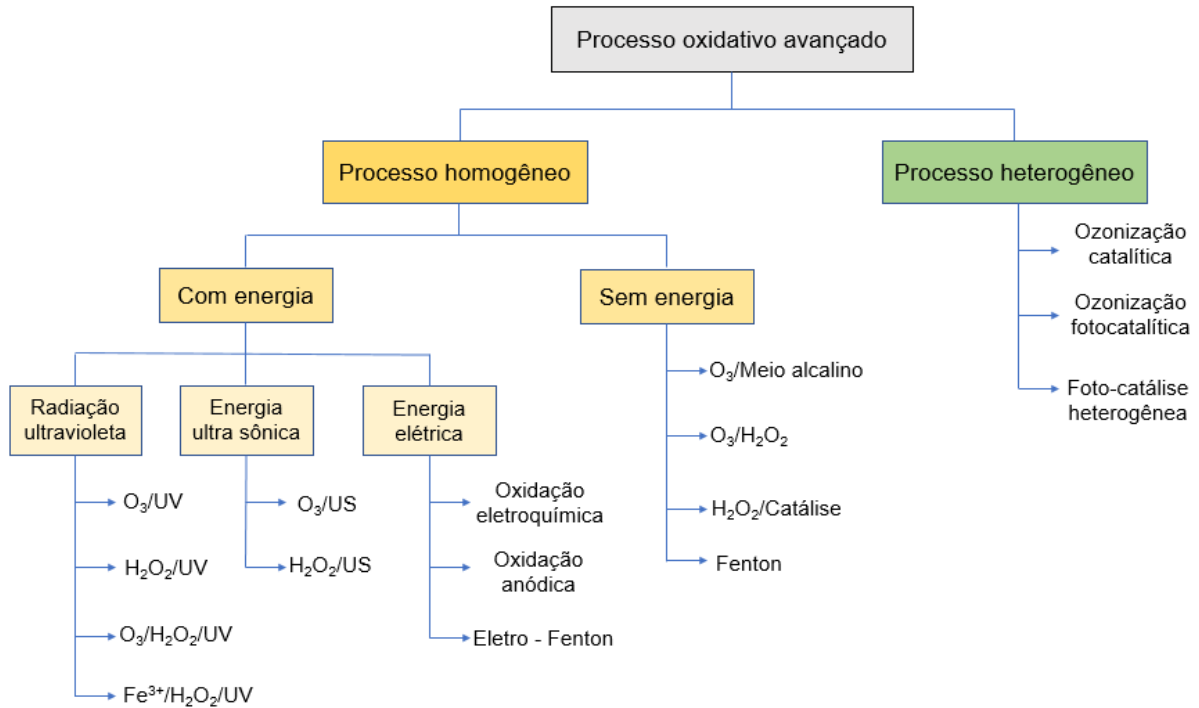 Processo oxidativo avançado
Processo homogêneo
Processo heterogêneo
Com energia
Sem energia
Radiação
ultravioleta
O₃/UV
H₂O₂/UV
O₃/H₂O₂/UV
Fe³⁺/H₂O₂/UV
Energia
ultra sônica
O₃/US
H₂O₂/US
Energia
elétrica
Oxidação
eletroquímica
Oxidação
anódica
Eletro - Fenton
O₃/Meio alcalino
O₃/H₂O₂
H₂O₂/Catálise
Fenton
Ozonização
catalítica
Ozonização
fotocatalítica
Foto-catálise
heterogênea